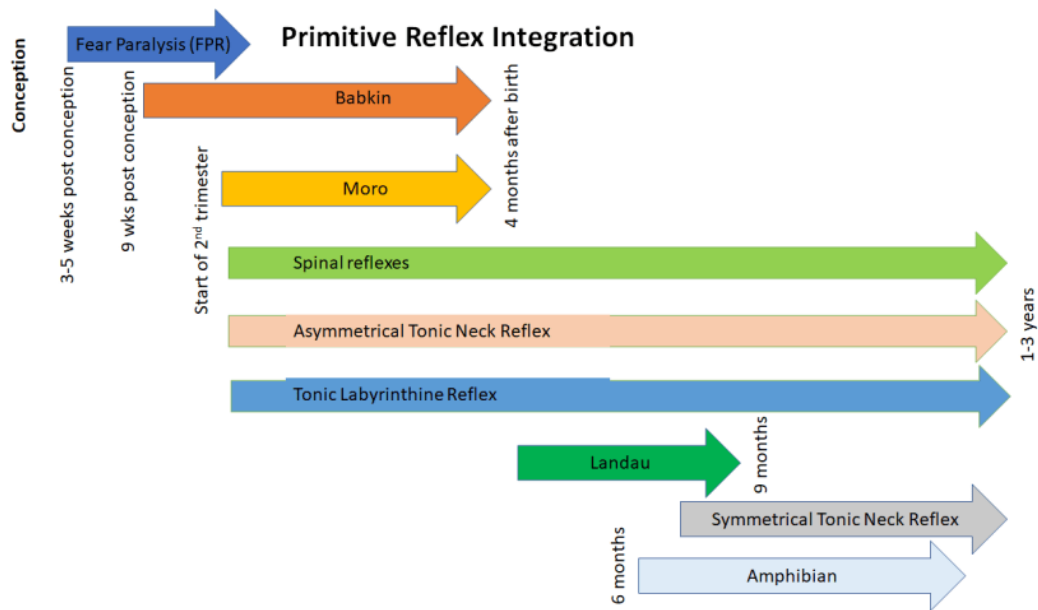 Primitive Reflex Integration
Conception
Fear Paralysis (FPR)
3-5 weeks post conception
Babkin
9 wks post conception
4 months after birth
Moro
Start of 2nd trimester
Spinal reflexes
Asymmetrical Tonic Neck Reflex
1-3 years
Tonic Labyrinthine Reflex
Landau
9 months
Symmetrical Tonic Neck Reflex
6 months
Amphibian